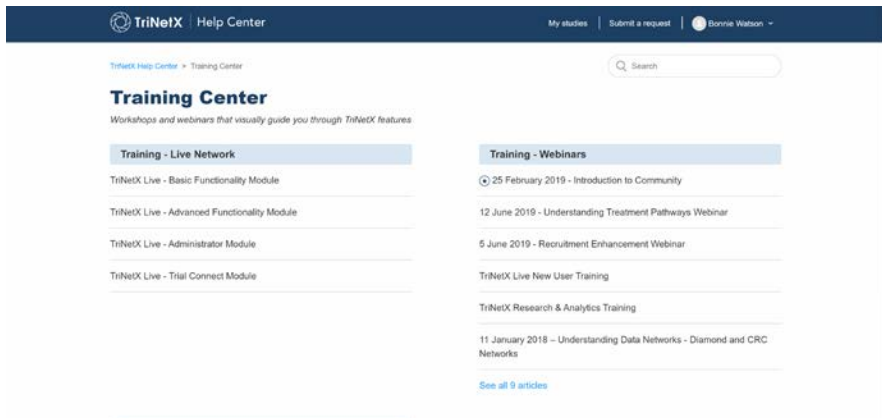 TriNetX | Help Center
My studies
Submit a request
Bonnie Watson
TriNetX Help Center > Training Center
Search
Training Center
Workshops and webinars that visually guide you through TriNetX features
Training - Live Network
TriNetX Live - Basic Functionality Module
TriNetX Live - Advanced Functionality Module
TriNetX Live - Administrator Module
TriNetX Live - Trial Connect Module
Training - Webinars
25 February 2019 - Introduction to Community
12 June 2019 - Understanding Treatment Pathways Webinar
5 June 2019 - Recruitment Enhancement Webinar
TriNetX Live New User Training
TriNetX Research & Analytics Training
11 January 2018 – Understanding Data Networks - Diamond and CRC
Networks
See all 9 articles